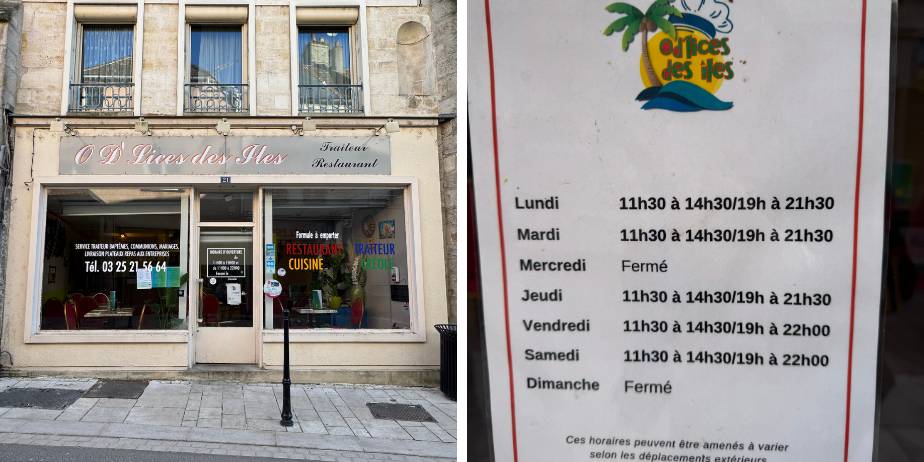 O D'Lices des Iles
Traiteur
Restaurant
21
SERVICE TRAITEUR BAPTÊMES, COMMUNIONS, MARIAGES,
LIVRAISON PLATEAUX REPAS AUX ENTREPRISES
Tél. 03 25 21 56 64
HORAIRE D'OUVERTURE
Formule à emporter
RESTAURANT
CUISINE
TRAITEUR
CRÉOLE
Od'lices
des îles
Lundi 11h30 à 14h30/19h à 21h30
Mardi 11h30 à 14h30/19h à 21h30
Mercredi Fermé
Jeudi 11h30 à 14h30/19h à 21h30
Vendredi 11h30 à 14h30/19h à 22h00
Samedi 11h30 à 14h30/19h à 22h00
Dimanche Fermé
Ces horaires peuvent être amenés à varier
selon les déplacements extérieurs